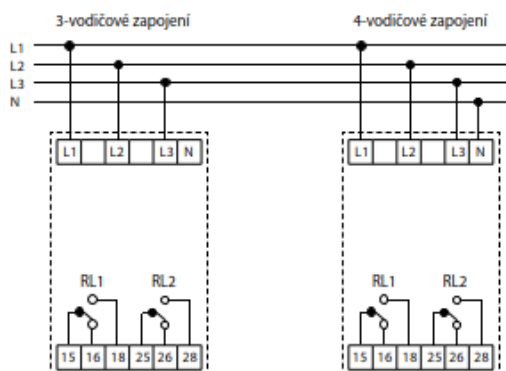 3-vodičové zapojení 4-vodičové zapojení
L1
L2
L3
N
L1 L2 L3 N L1 L2 L3 N
RL1 RL2 RL1 RL2
15 16 18 25 26 28 15 16 18 25 26 28